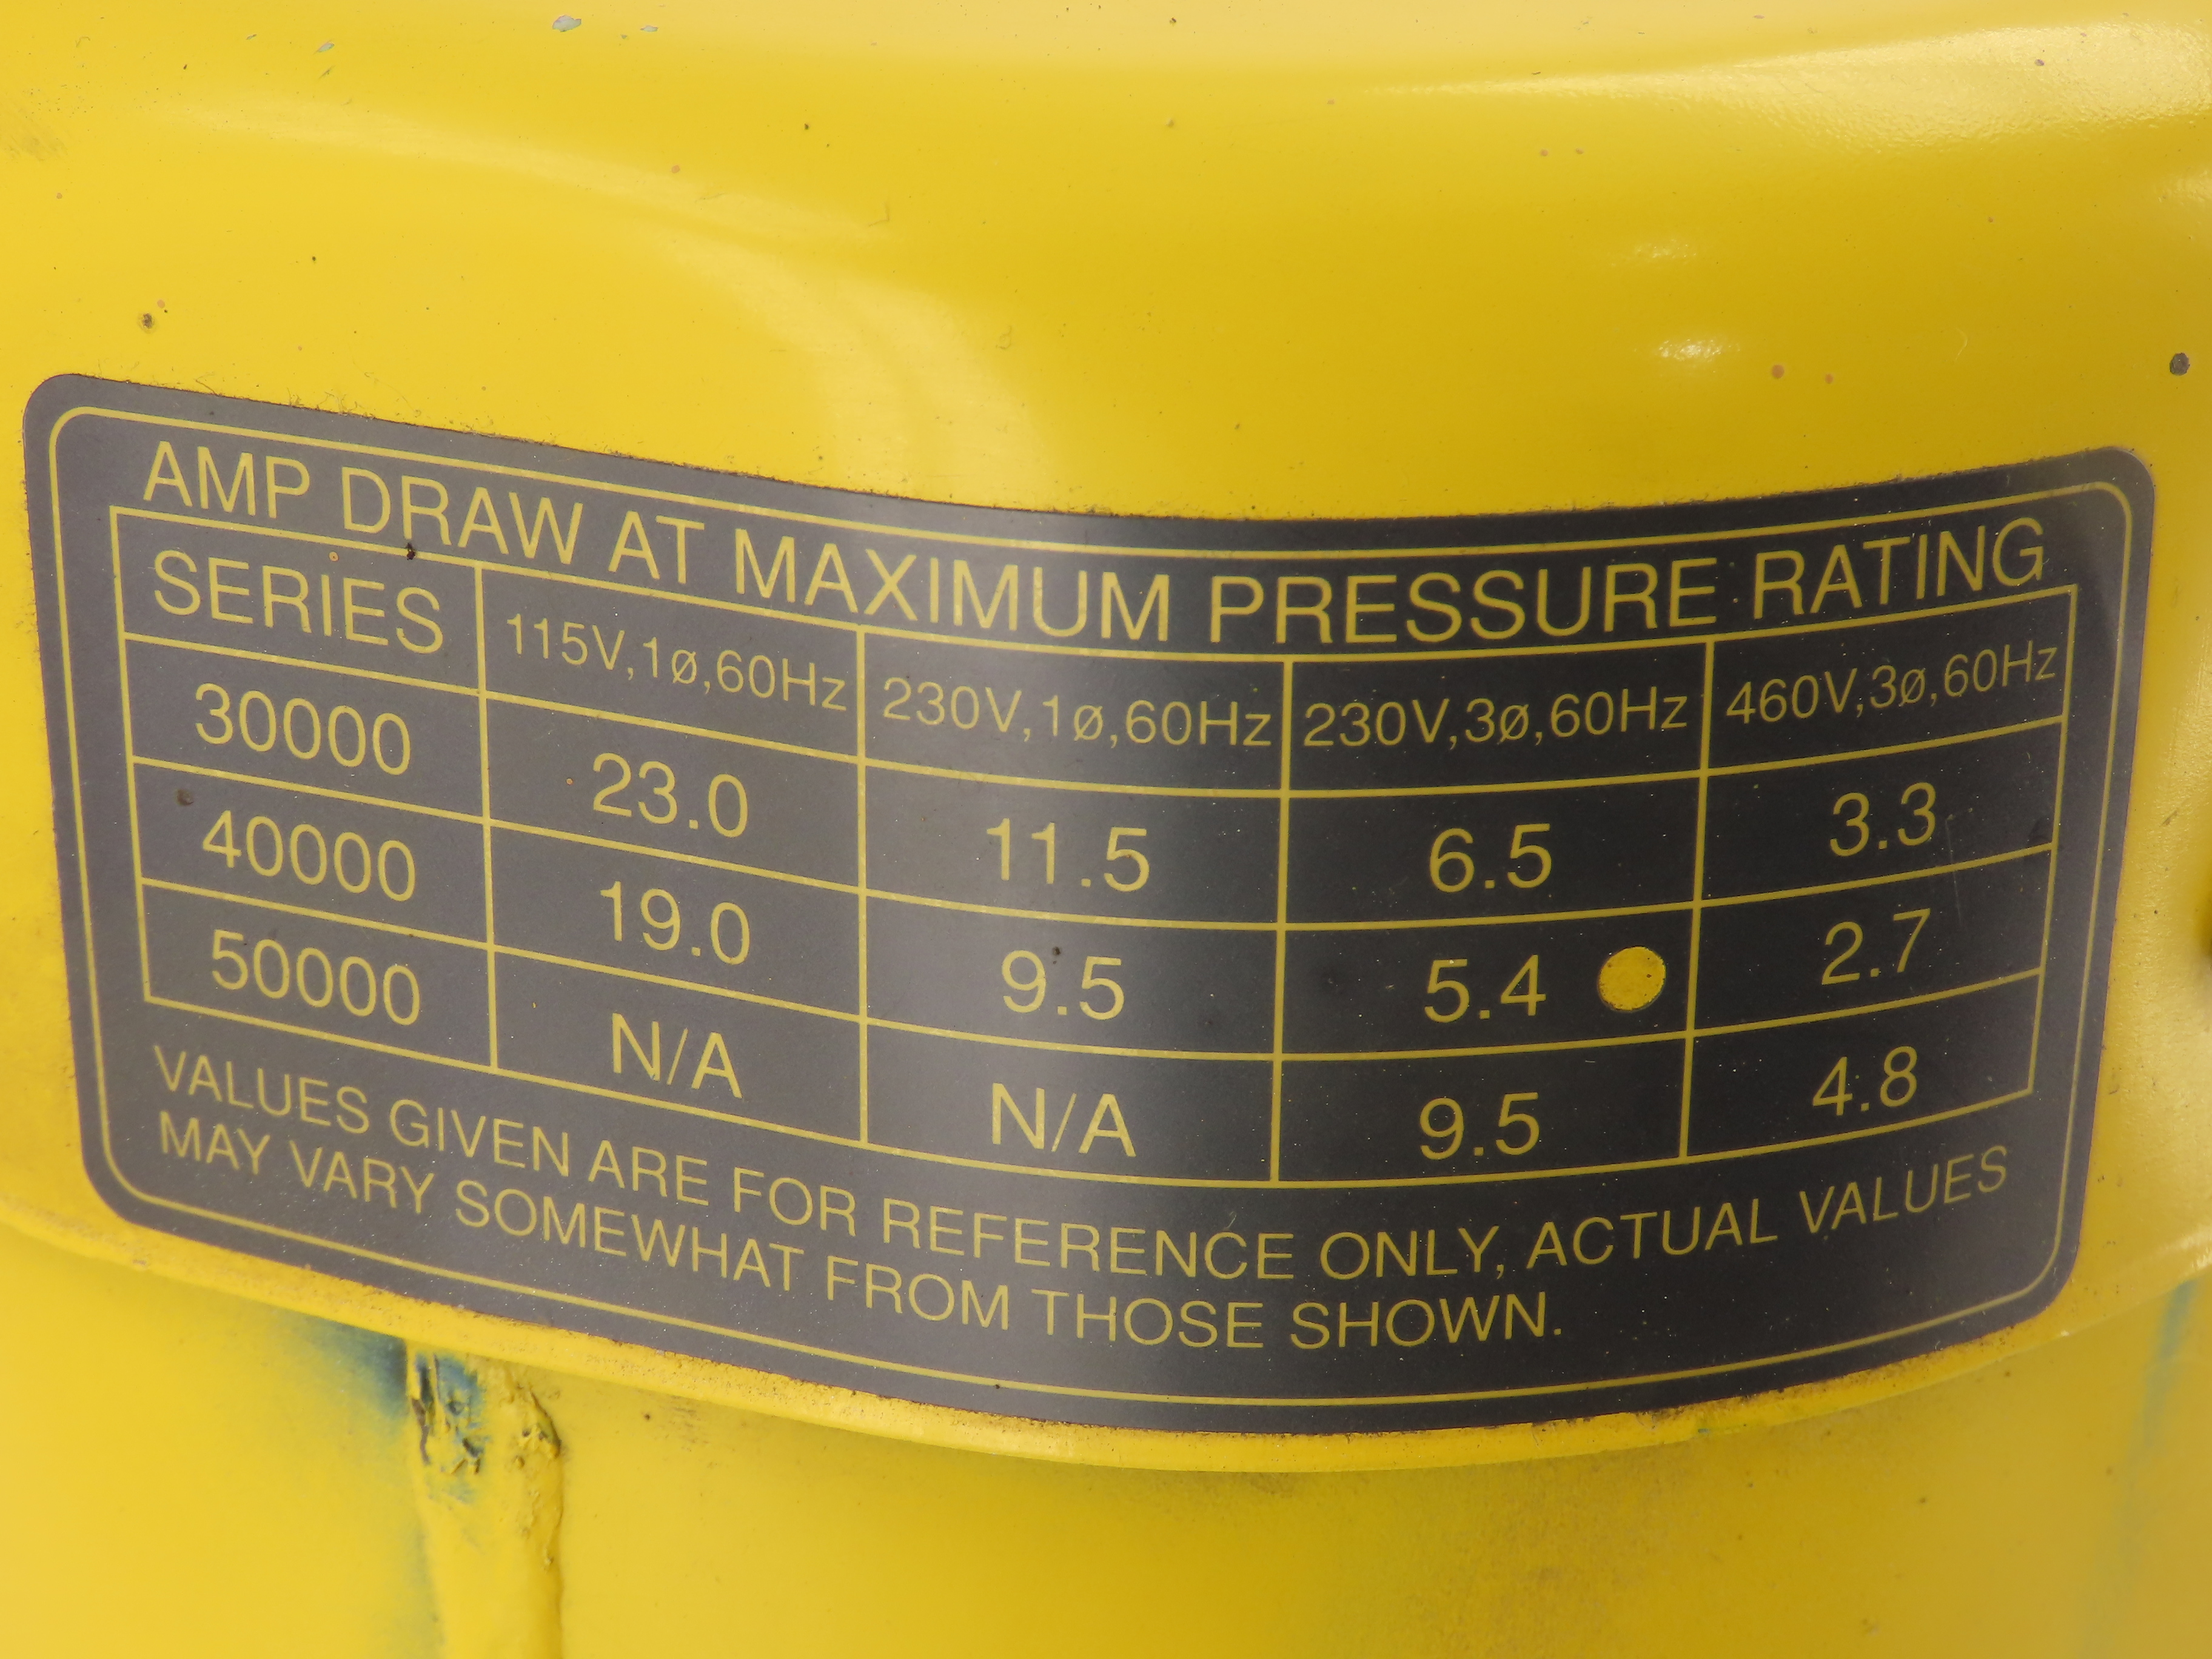 AMP DRAW AT MAXIMUM PRESSURE RATING
SERIES 115V,1ø,60Hz 230V,1ø,60Hz 230V,3ø,60Hz 460V,3ø,60Hz
30000 23.0 11.5 6.5 3.3
40000 19.0 9.5 5.4 2.7
50000 N/A N/A 9.5 4.8
VALUES GIVEN ARE FOR REFERENCE ONLY, ACTUAL VALUES
MAY VARY SOMEWHAT FROM THOSE SHOWN.